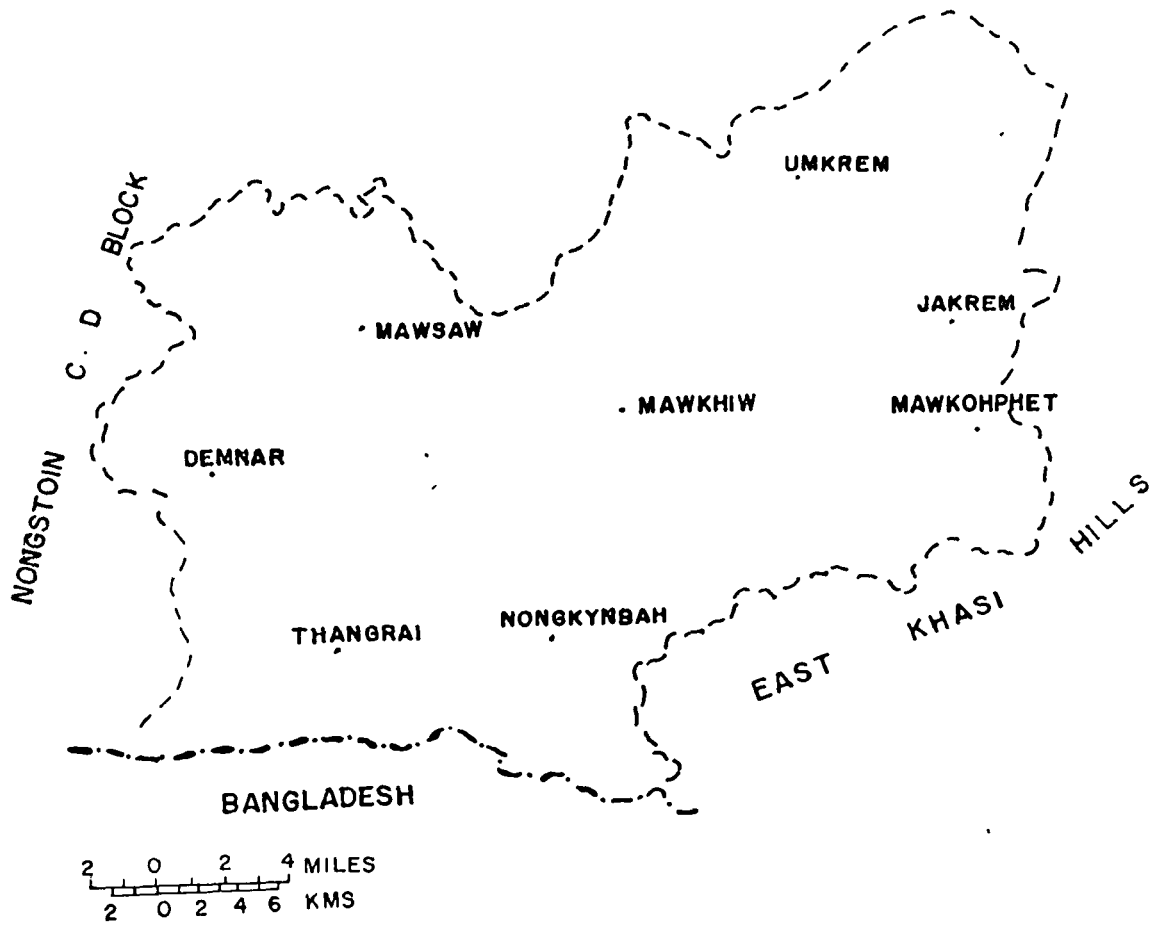 UMKREM
NONGSTOIN C. D BLOCK
JAKREM
MAWSAW
MAWKHIW
MAWKOHPHET
DEMNAR
EAST KHASI HILLS
NONGKYNBAH
THANGRAI
BANGLADESH
2 0 2 4 MILES
2 0 2 4 6 KMS